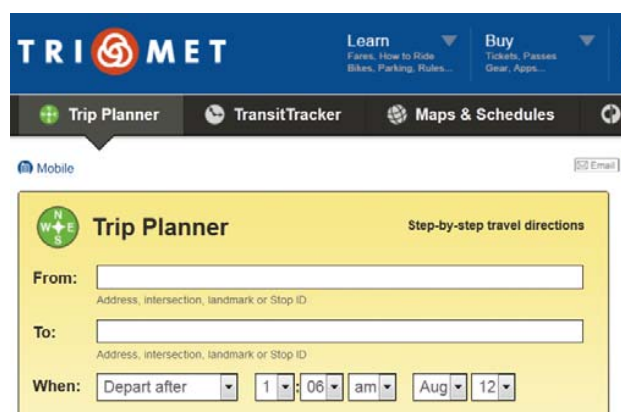 TRI MET
Learn
Fares, How to Ride
Bikes, Parking, Rules...
Buy
Tickets, Passes
Gear, Apps...
Trip Planner
TransitTracker
Maps & Schedules
Mobile
Email
N
W E
S
Trip Planner
Step-by-step travel directions
From:
Address, intersection, landmark or Stop ID
To:
Address, intersection, landmark or Stop ID
When: Depart after 1 : 06 am Aug 12